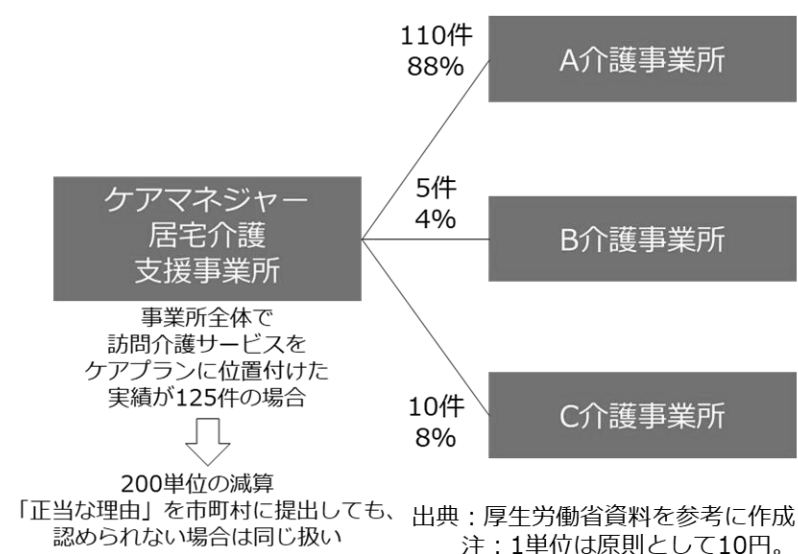 110件
88%
A介護事業所
ケアマネジャー
居宅介護
支援事業所
5件
4%
B介護事業所
事業所全体で
訪問介護サービスを
ケアプランに位置付けた
実績が125件の場合
10件
8%
C介護事業所
200単位の減算
「正当な理由」を市町村に提出しても、
認められない場合は同じ扱い
出典：厚生労働省資料を参考に作成
注：1単位は原則として10円。